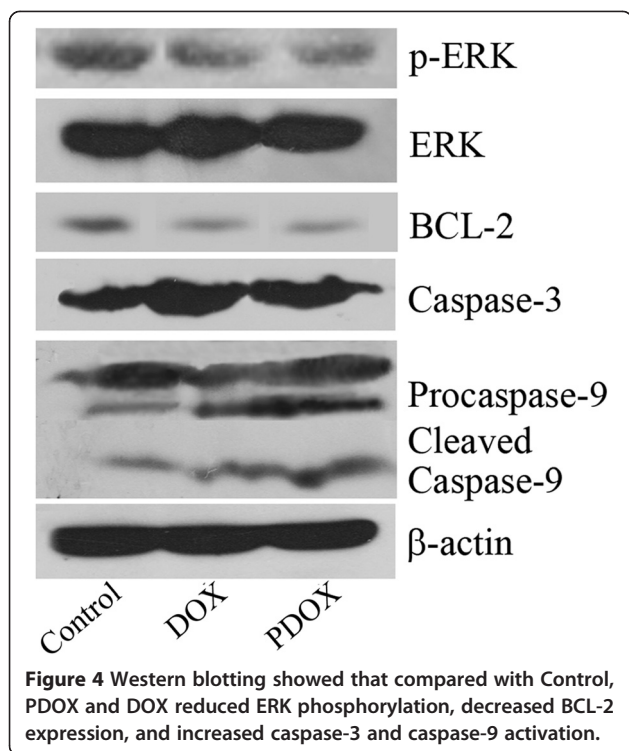 p-ERK
ERK
BCL-2
Caspase-3
Procaspase-9
Cleaved
Caspase-9
β-actin
Control
DOX
PDOX
Figure 4 Western blotting showed that compared with Control,
PDOX and DOX reduced ERK phosphorylation, decreased BCL-2
expression, and increased caspase-3 and caspase-9 activation.